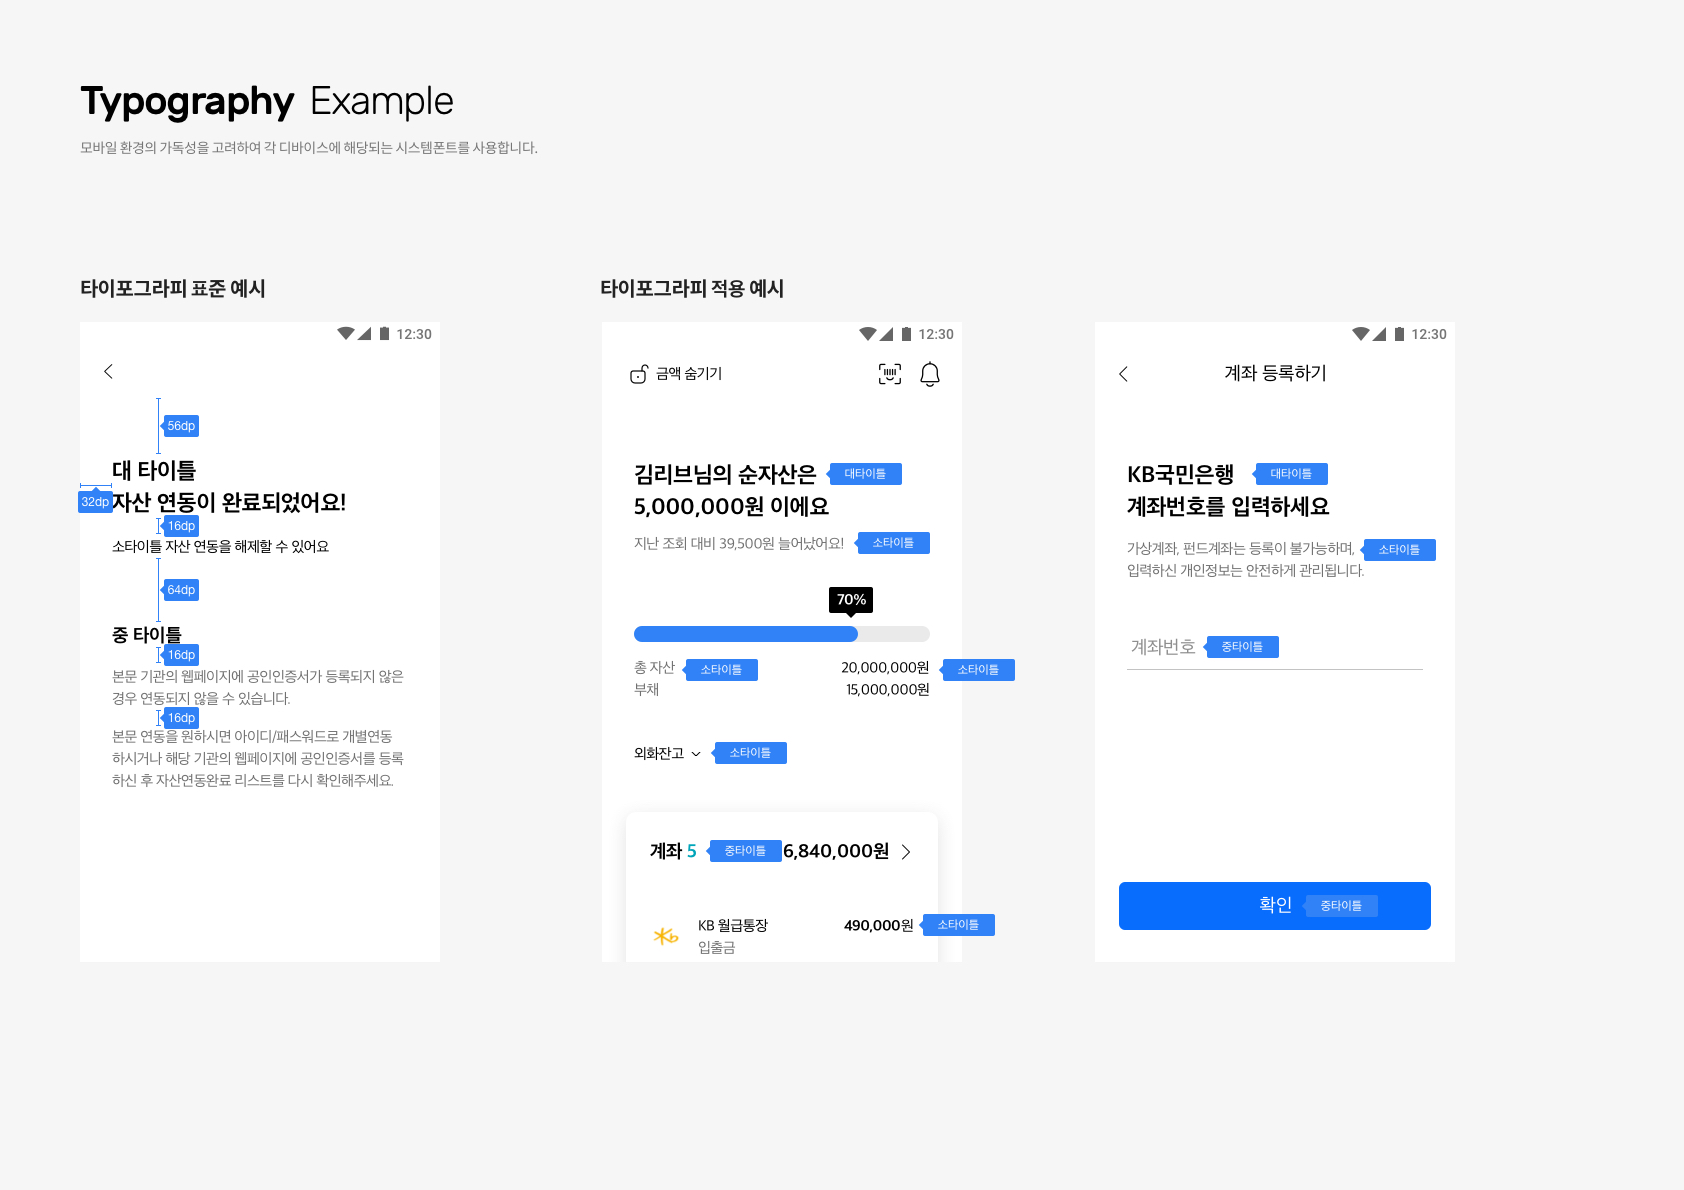 Typography Example
모바일 환경의 가독성을 고려하여 각 디바이스에 해당되는 시스템폰트를 사용합니다.
타이포그라피 표준 예시
12:30
56dp
대 타이틀
32dp
자산 연동이 완료되었어요!
16dp
소타이틀 자산 연동을 해제할 수 있어요
64dp
중 타이틀
16dp
본문 기관의 웹페이지에 공인인증서가 등록되지 않은
경우 연동되지 않을 수 있습니다.
16dp
본문 연동을 원하시면 아이디/패스워드로 개별연동
하시거나 해당 기관의 웹페이지에 공인인증서를 등록
하신 후 자산연동완료 리스트를 다시 확인해주세요.
타이포그라피 적용 예시
12:30
금액 숨기기
김리브님의 순자산은 대타이틀
5,000,000원 이에요
지난 조회 대비 39,500원 늘어났어요! 소타이틀
70%
총 자산 소타이틀 20,000,000원 소타이틀
부채 15,000,000원
외화잔고 소타이틀
계좌 5 중타이틀 6,840,000원
KB 월급통장 490,000원 소타이틀
입출금
12:30
계좌 등록하기
KB국민은행 대타이틀
계좌번호를 입력하세요
가상계좌, 펀드계좌는 등록이 불가능하며, 소타이틀
입력하신 개인정보는 안전하게 관리됩니다.
계좌번호 중타이틀
확인 중타이틀